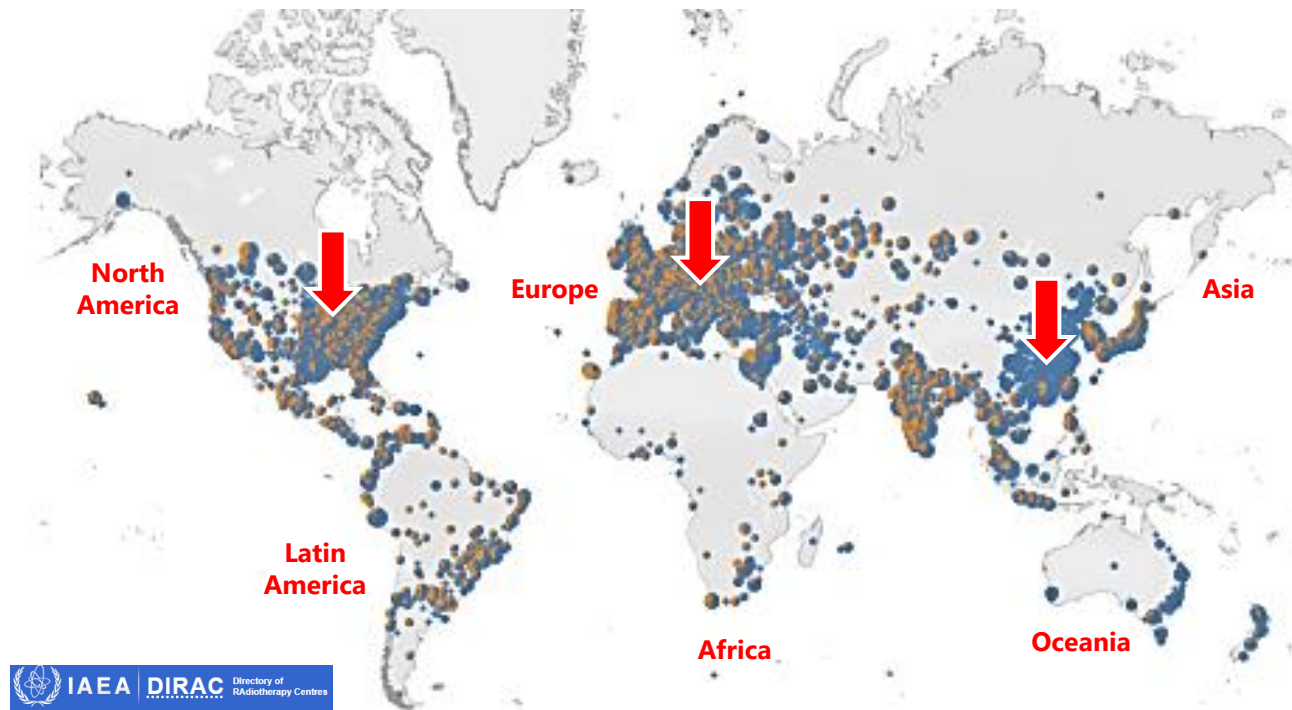 North
America
Europe
Asia
Latin
America
Africa
Oceania
IAEA DIRAC Directory of
RAdiotherapy Centres